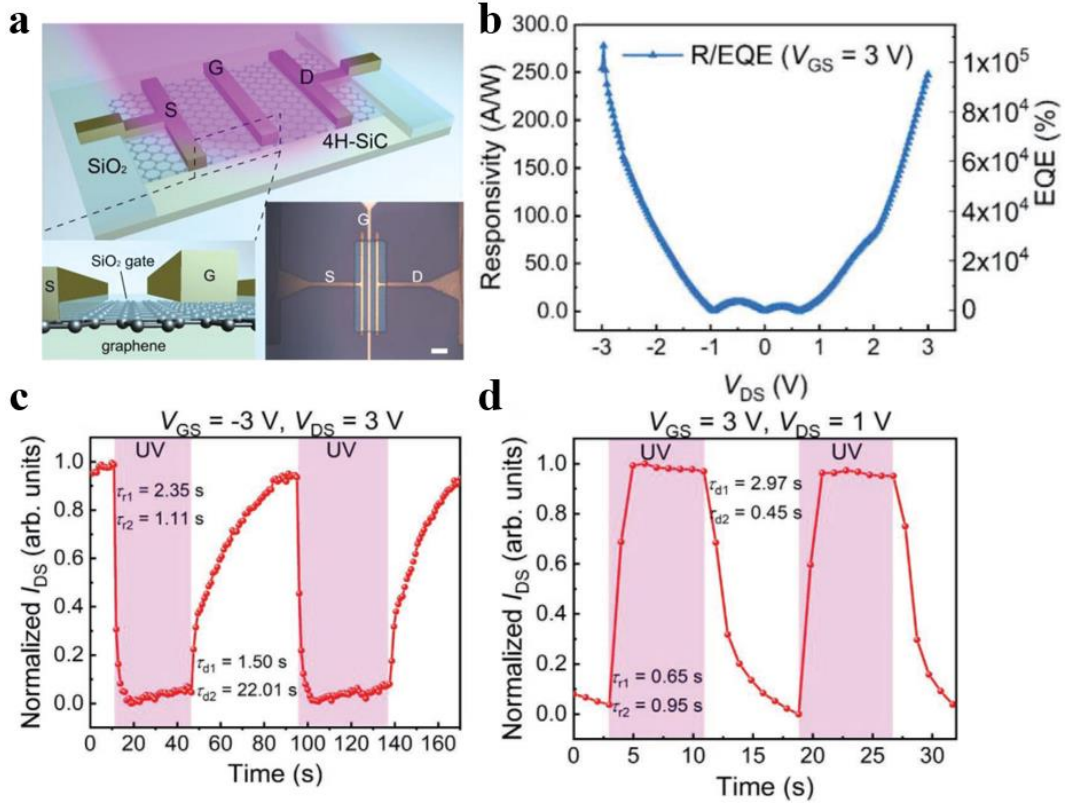 a
G
D
S
SiO₂
4H-SiC
SiO₂ gate
S
G
graphene
G
S
D
b
R/EQE (V_GS = 3 V)
Responsivity (A/W)
300.0
250.0
200.0
150.0
100.0
50.0
0.0
1x10⁵
8x10⁴
6x10⁴
4x10⁴
2x10⁴
0
EQE (%)
-3 -2 -1 0 1 2 3
V_DS (V)
c
V_GS = -3 V, V_DS = 3 V
UV UV
Normalized I_DS (arb. units)
1.0
0.8
0.6
0.4
0.2
0.0
τ_r1 = 2.35 s
τ_r2 = 1.11 s
τ_d1 = 1.50 s
τ_d2 = 22.01 s
0 20 40 60 80 100 120 140 160
Time (s)
d
V_GS = 3 V, V_DS = 1 V
UV UV
Normalized I_DS (arb. units)
1.0
0.8
0.6
0.4
0.2
0.0
τ_d1 = 2.97 s
τ_d2 = 0.45 s
τ_r1 = 0.65 s
τ_r2 = 0.95 s
0 5 10 15 20 25 30
Time (s)